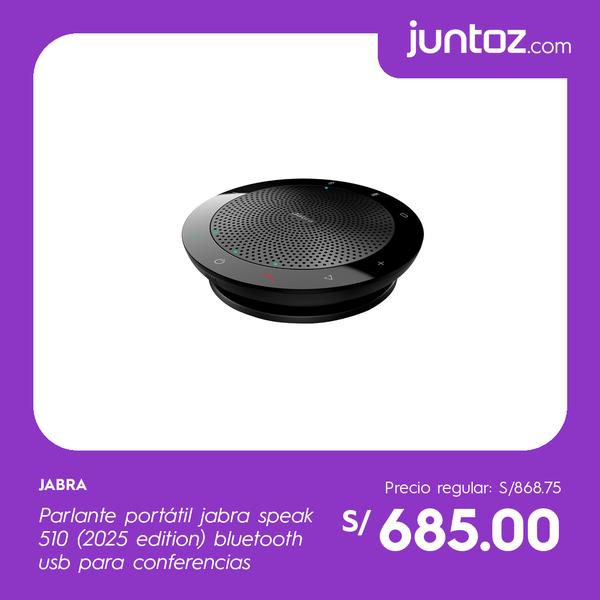 juntoz.com
JABRA
Parlante portátil jabra speak
510 (2025 edition) bluetooth
usb para conferencias
Precio regular: S/868.75
S/ 685.00